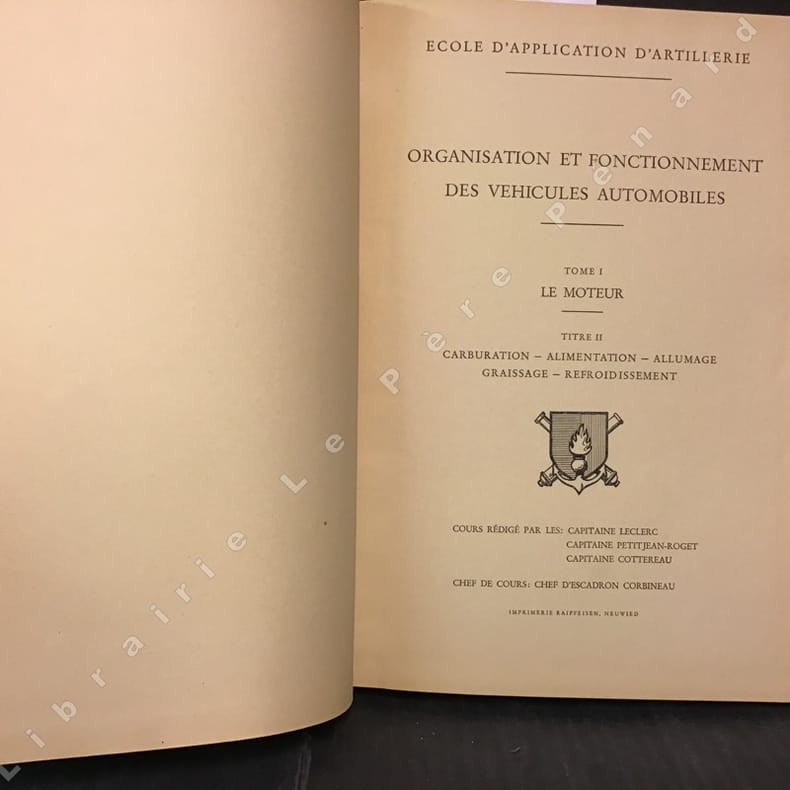 ECOLE D'APPLICATION D'ARTILLERIE
ORGANISATION ET FONCTIONNEMENT
DES VEHICULES AUTOMOBILES
TOME I
LE MOTEUR
TITRE II
CARBURATION – ALIMENTATION – ALLUMAGE
GRAISSAGE – REFROIDISSEMENT
COURS RÉDIGÉ PAR LES: CAPITAINE LECLERC
CAPITAINE PETITJEAN-ROGET
CAPITAINE COTTEREAU
CHEF DE COURS: CHEF D'ESCADRON CORBINEAU
IMPRIMERIE RAIFFEISEN, NEUWIED
Librairie Le Père Pénard